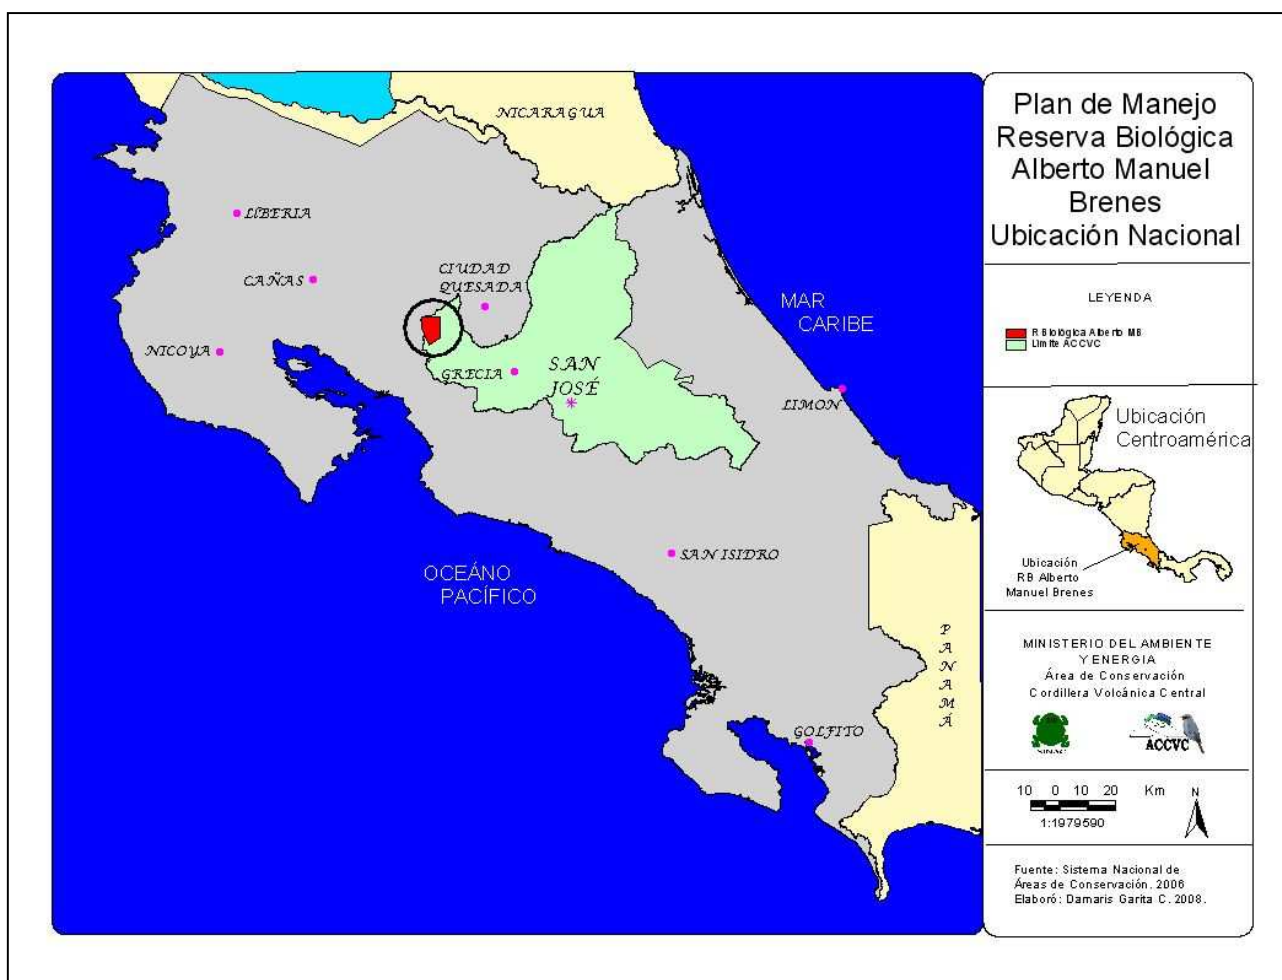 NICARAGUA
LIBERIA
CAÑAS
CIUDAD
QUESADA
NICOYA
GRECIA
SAN
JOSÉ
MAR
CARIBE
LIMON
SAN ISIDRO
OCEÁNO
PACÍFICO
PANAMÁ
GOLFITO
Plan de Manejo
Reserva Biológica
Alberto Manuel
Brenes
Ubicación Nacional
LEYENDA
R Biológica Alberto MB
Limite ACCVC
Ubicación
Centroamérica
Ubicación
RB Alberto
Manuel Brenes
MINISTERIO DEL AMBIENTE
Y ENERGIA
Área de Conservación
Cordillera Volcánica Central
SINAC
ACCVC
10 0 10 20 Km
N
1:1979590
Fuente: Sistema Nacional de
Áreas de Conservación. 2006
Elaboró: Damaris Garita C. 2008.